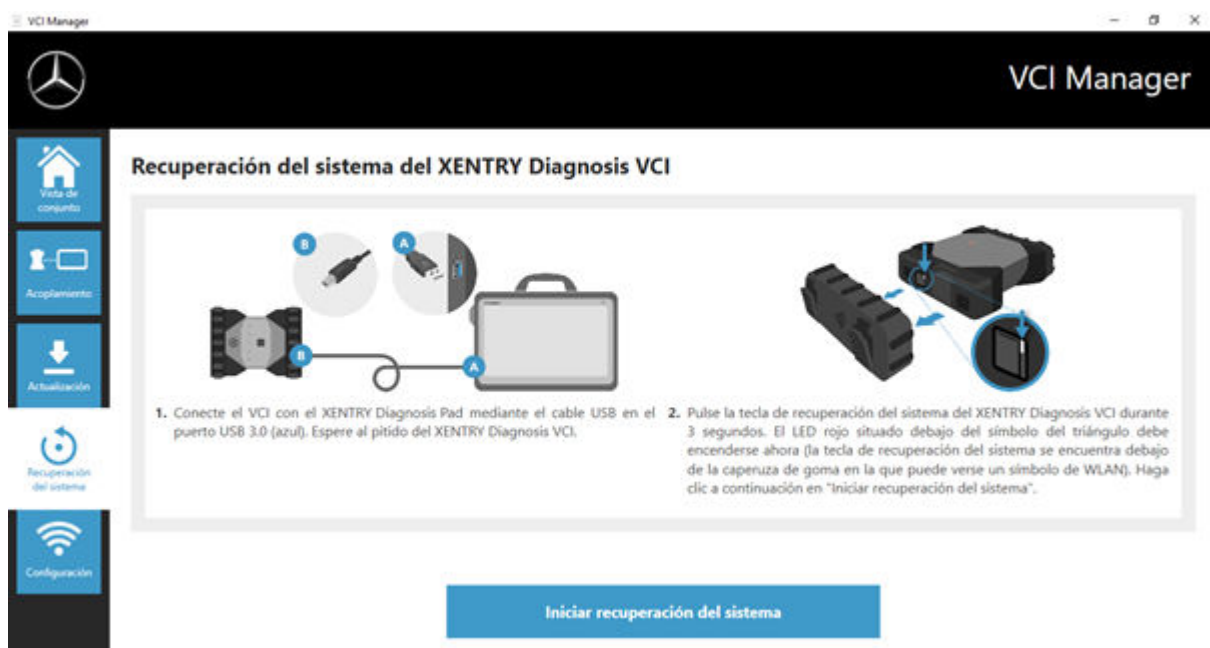 VCI Manager
VCI Manager
Vista de
conjunto
Acoplamiento
Actualización
Recuperación
del sistema
Configuración
Recuperación del sistema del XENTRY Diagnosis VCI
B
A
B
A
1. Conecte el VCI con el XENTRY Diagnosis Pad mediante el cable USB en el
puerto USB 3.0 (azul). Espere al pitido del XENTRY Diagnosis VCI.
2. Pulse la tecla de recuperación del sistema del XENTRY Diagnosis VCI durante
3 segundos. El LED rojo situado debajo del símbolo del triángulo debe
encenderse ahora (la tecla de recuperación del sistema se encuentra debajo
de la caperuza de goma en la que puede verse un símbolo de WLAN). Haga
clic a continuación en "Iniciar recuperación del sistema".
Iniciar recuperación del sistema